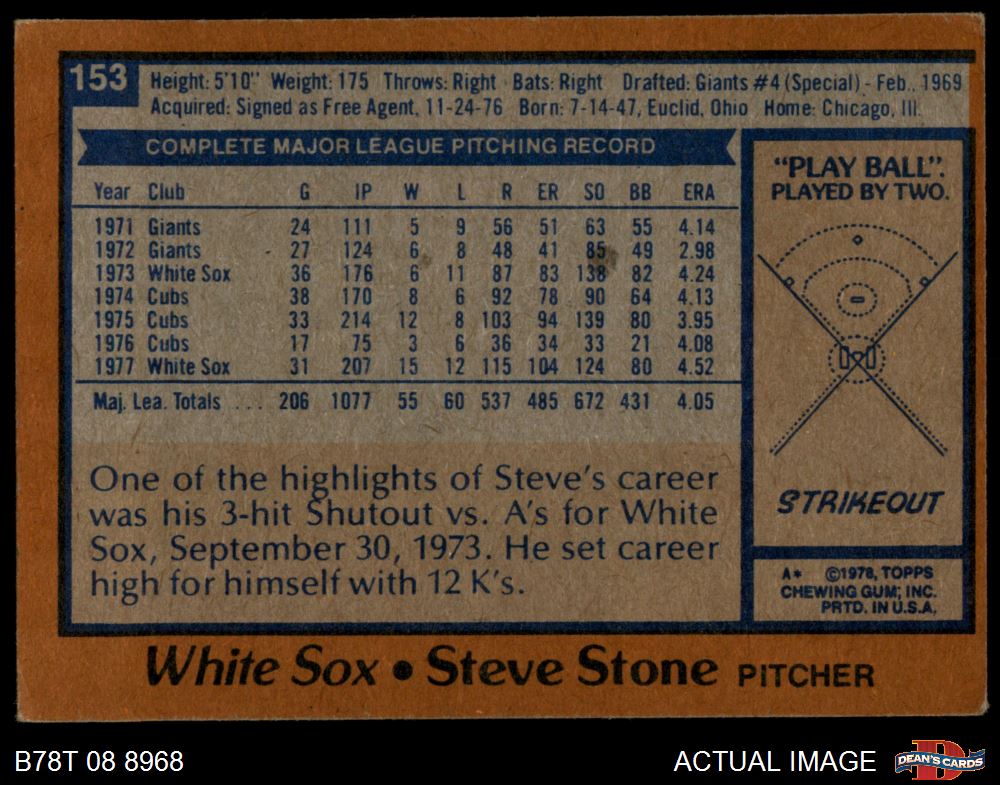 153
Height: 5'10" Weight: 175 Throws: Right Bats: Right Drafted: Giants #4 (Special) - Feb., 1969
Acquired: Signed as Free Agent, 11-24-76 Born: 7-14-47, Euclid, Ohio Home: Chicago, Ill.
COMPLETE MAJOR LEAGUE PITCHING RECORD
Year Club G IP W L R ER SO BB ERA
1971 Giants 24 111 5 9 56 51 63 55 4.14
1972 Giants 27 124 6 8 48 41 85 49 2.98
1973 White Sox 36 176 6 11 87 83 138 82 4.24
1974 Cubs 38 170 8 6 92 78 90 64 4.13
1975 Cubs 33 214 12 8 103 94 139 80 3.95
1976 Cubs 17 75 3 6 36 34 33 21 4.08
1977 White Sox 31 207 15 12 115 104 124 80 4.52
Maj. Lea. Totals ... 206 1077 55 60 537 485 672 431 4.05
One of the highlights of Steve's career
was his 3-hit Shutout vs. A's for White
Sox, September 30, 1973. He set career
high for himself with 12 K's.
"PLAY BALL".
PLAYED BY TWO.
STRIKEOUT
A* ©1978, TOPPS
CHEWING GUM, INC.
PRTD. IN U.S.A.
White Sox • Steve Stone PITCHER
B78T 08 8968
ACTUAL IMAGE
D
DEAN'S CARDS